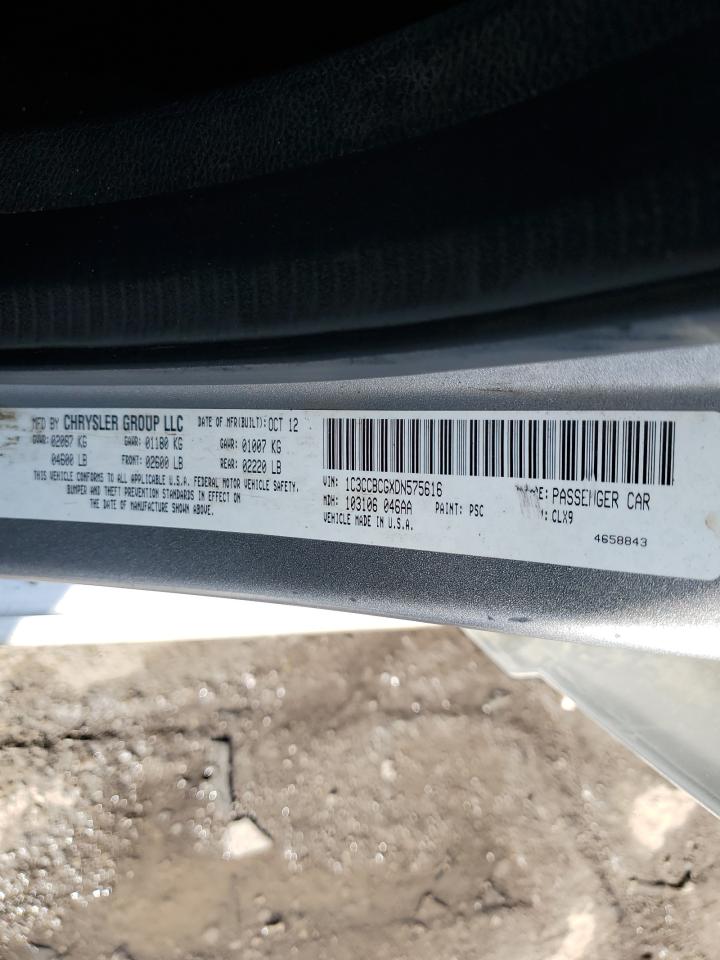 MFD BY CHRYSLER GROUP LLC DATE OF MFR(BUILT): OCT 12
GVWR: 02087 KG GAWR: 01180 KG GAWR: 01007 KG
04600 LB FRONT: 02600 LB REAR: 02220 LB
THIS VEHICLE CONFORMS TO ALL APPLICABLE U.S.A. FEDERAL MOTOR VEHICLE SAFETY,
BUMPER AND THEFT PREVENTION STANDARDS IN EFFECT ON
THE DATE OF MANUFACTURE SHOWN ABOVE.
VIN: 1C3CCBCGXDN575616 PASSENGER CAR
MDH: 103106 046AA PAINT: PSC CLX9
VEHICLE MADE IN U.S.A. 4658843